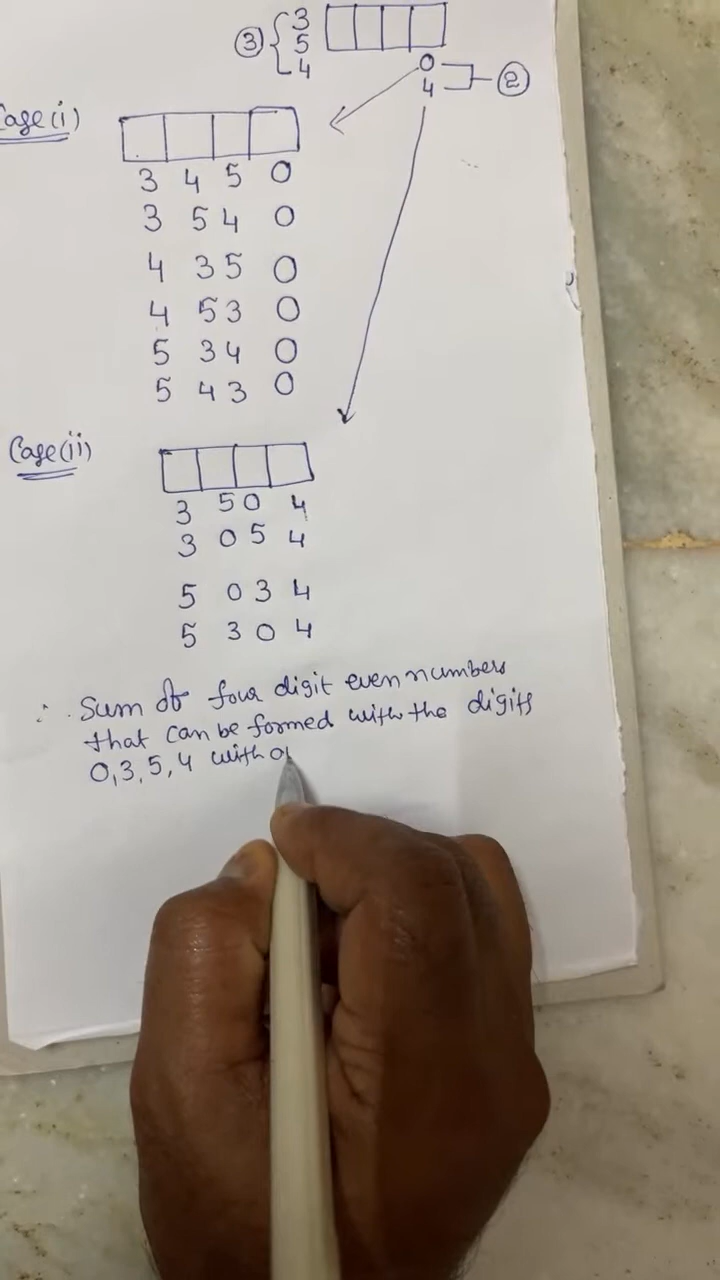 ③ { 3
5
4
0
4 ②
Case(i)
3 4 5 0
3 5 4 0
4 3 5 0
4 5 3 0
5 3 4 0
5 4 3 0
Case(ii)
3 5 0 4
3 0 5 4
5 0 3 4
5 3 0 4
∴ Sum of four digit even numbers
that can be formed with the digits
0,3,5,4 with